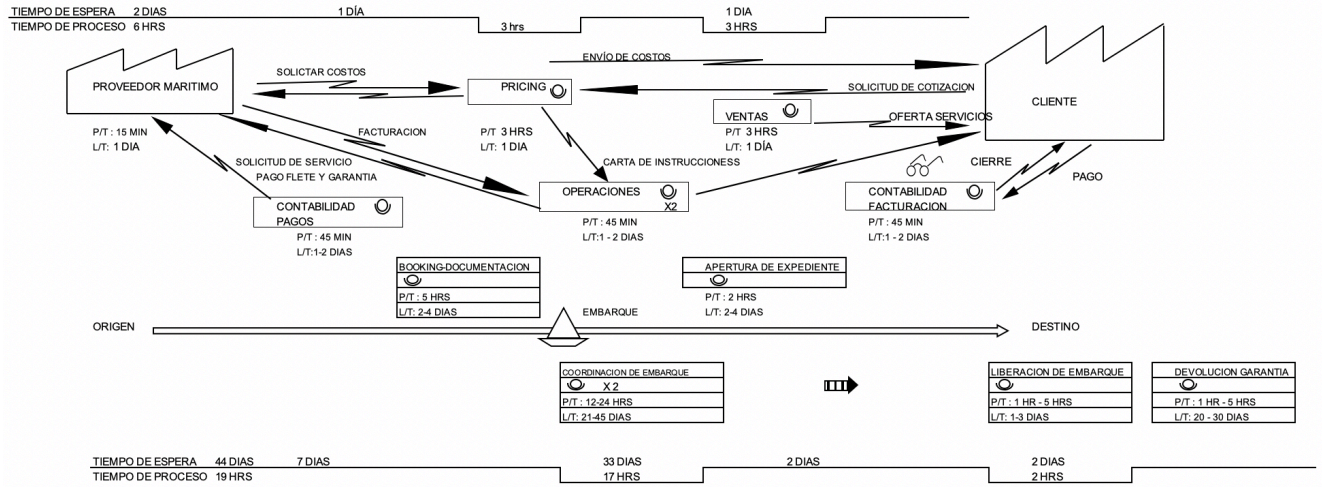 TIEMPO DE ESPERA 2 DIAS 1 DÍA 1 DIA
TIEMPO DE PROCESO 6 HRS 3 hrs 3 HRS
ENVÍO DE COSTOS
SOLICTAR COSTOS
PROVEEDOR MARITIMO
PRICING
SOLICITUD DE COTIZACION
CLIENTE
VENTAS
OFERTA SERVICIOS
P/T : 15 MIN
L/T: 1 DIA
FACTURACION
P/T 3 HRS
L/T: 1 DIA
P/T 3 HRS
L/T: 1 DÍA
SOLICITUD DE SERVICIO
PAGO FLETE Y GARANTIA
CARTA DE INSTRUCCIONESS
CIERRE
PAGO
CONTABILIDAD
PAGOS
OPERACIONES
X2
CONTABILIDAD
FACTURACION
P/T : 45 MIN
L/T:1-2 DIAS
P/T : 45 MIN
L/T:1 - 2 DIAS
P/T : 45 MIN
L/T:1 - 2 DIAS
BOOKING-DOCUMENTACION
P/T : 5 HRS
L/T: 2-4 DIAS
APERTURA DE EXPEDIENTE
P/T : 2 HRS
L/T: 2-4 DIAS
ORIGEN
EMBARQUE
DESTINO
COORDINACION DE EMBARQUE
X 2
P/T : 12-24 HRS
L/T: 21-45 DIAS
LIBERACION DE EMBARQUE
P/T : 1 HR - 5 HRS
L/T: 1-3 DIAS
DEVOLUCION GARANTIA
P/T : 1 HR - 5 HRS
L/T: 20 - 30 DIAS
TIEMPO DE ESPERA 44 DIAS 7 DIAS 33 DIAS 2 DIAS 2 DIAS
TIEMPO DE PROCESO 19 HRS 17 HRS 2 HRS